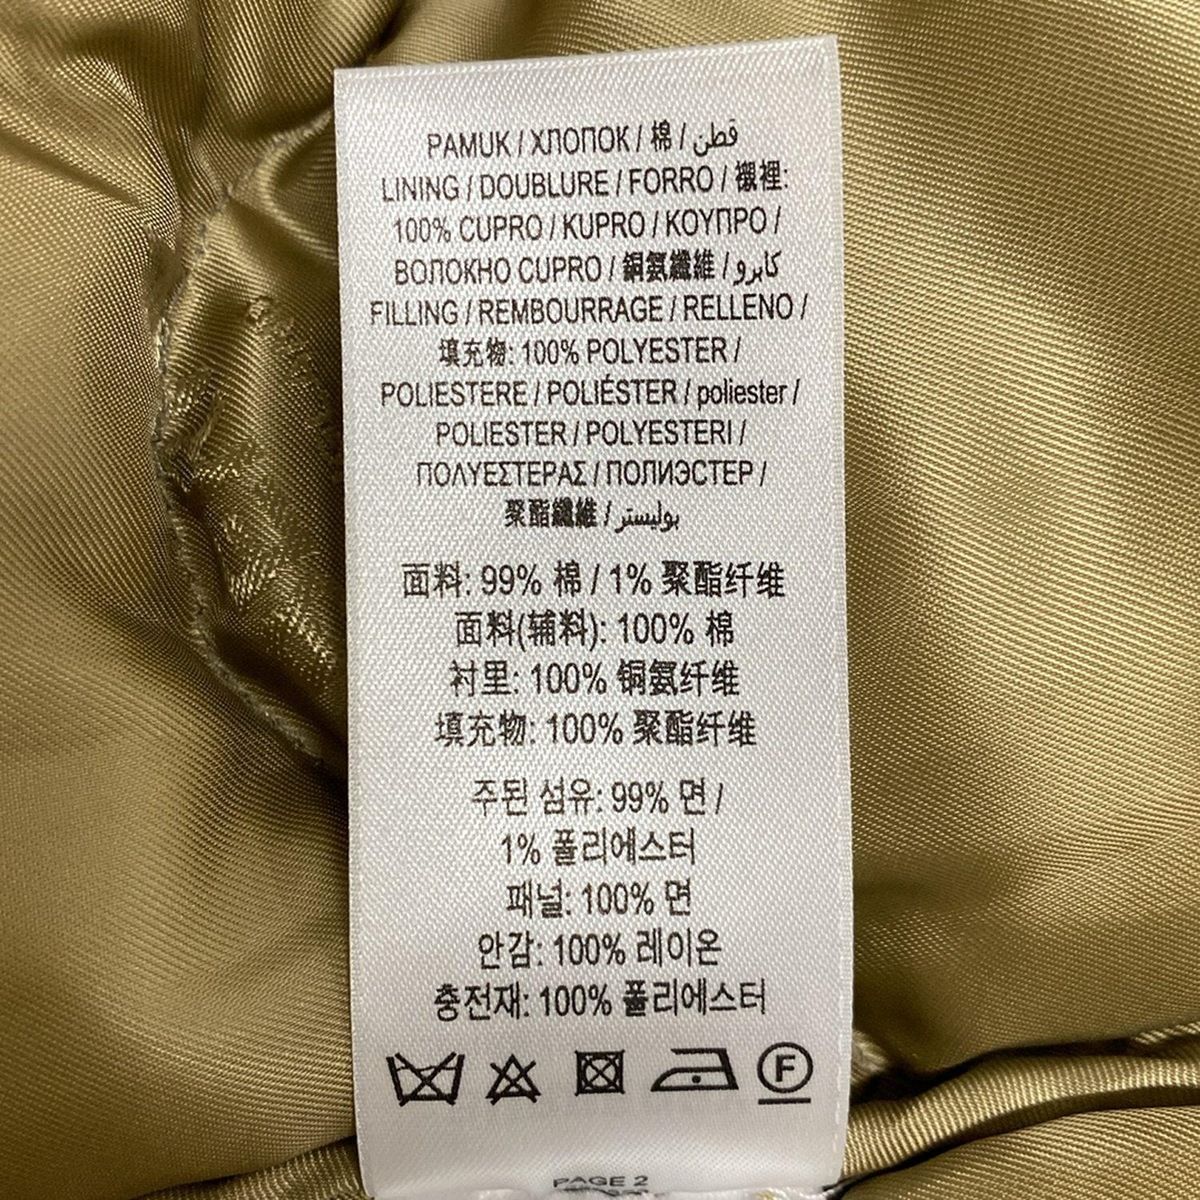 PAMUK / ХЛОПОК / 棉 / قطن
LINING / DOUBLURE / FORRO / 襯裡:
100% CUPRO / KUPRO / ΚΟΥΠΡΟ /
ВОЛОКНО CUPRO / 銅氨纖維 / كابرو
FILLING / REMBOURRAGE / RELLENO /
填充物: 100% POLYESTER /
POLIESTERE / POLIÉSTER / poliester /
POLIESTER / POLYESTERI /
ΠΟΛΥΕΣΤΕΡΑΣ / ПОЛИЭСТЕР /
聚酯纖維 / بوليستر
面料: 99% 棉 / 1% 聚酯纤维
面料(辅料): 100% 棉
衬里: 100% 铜氨纤维
填充物: 100% 聚酯纤维
주된 섬유: 99% 면 /
1% 폴리에스터
패널: 100% 면
안감: 100% 레이온
충전재: 100% 폴리에스터
F
PAGE 2